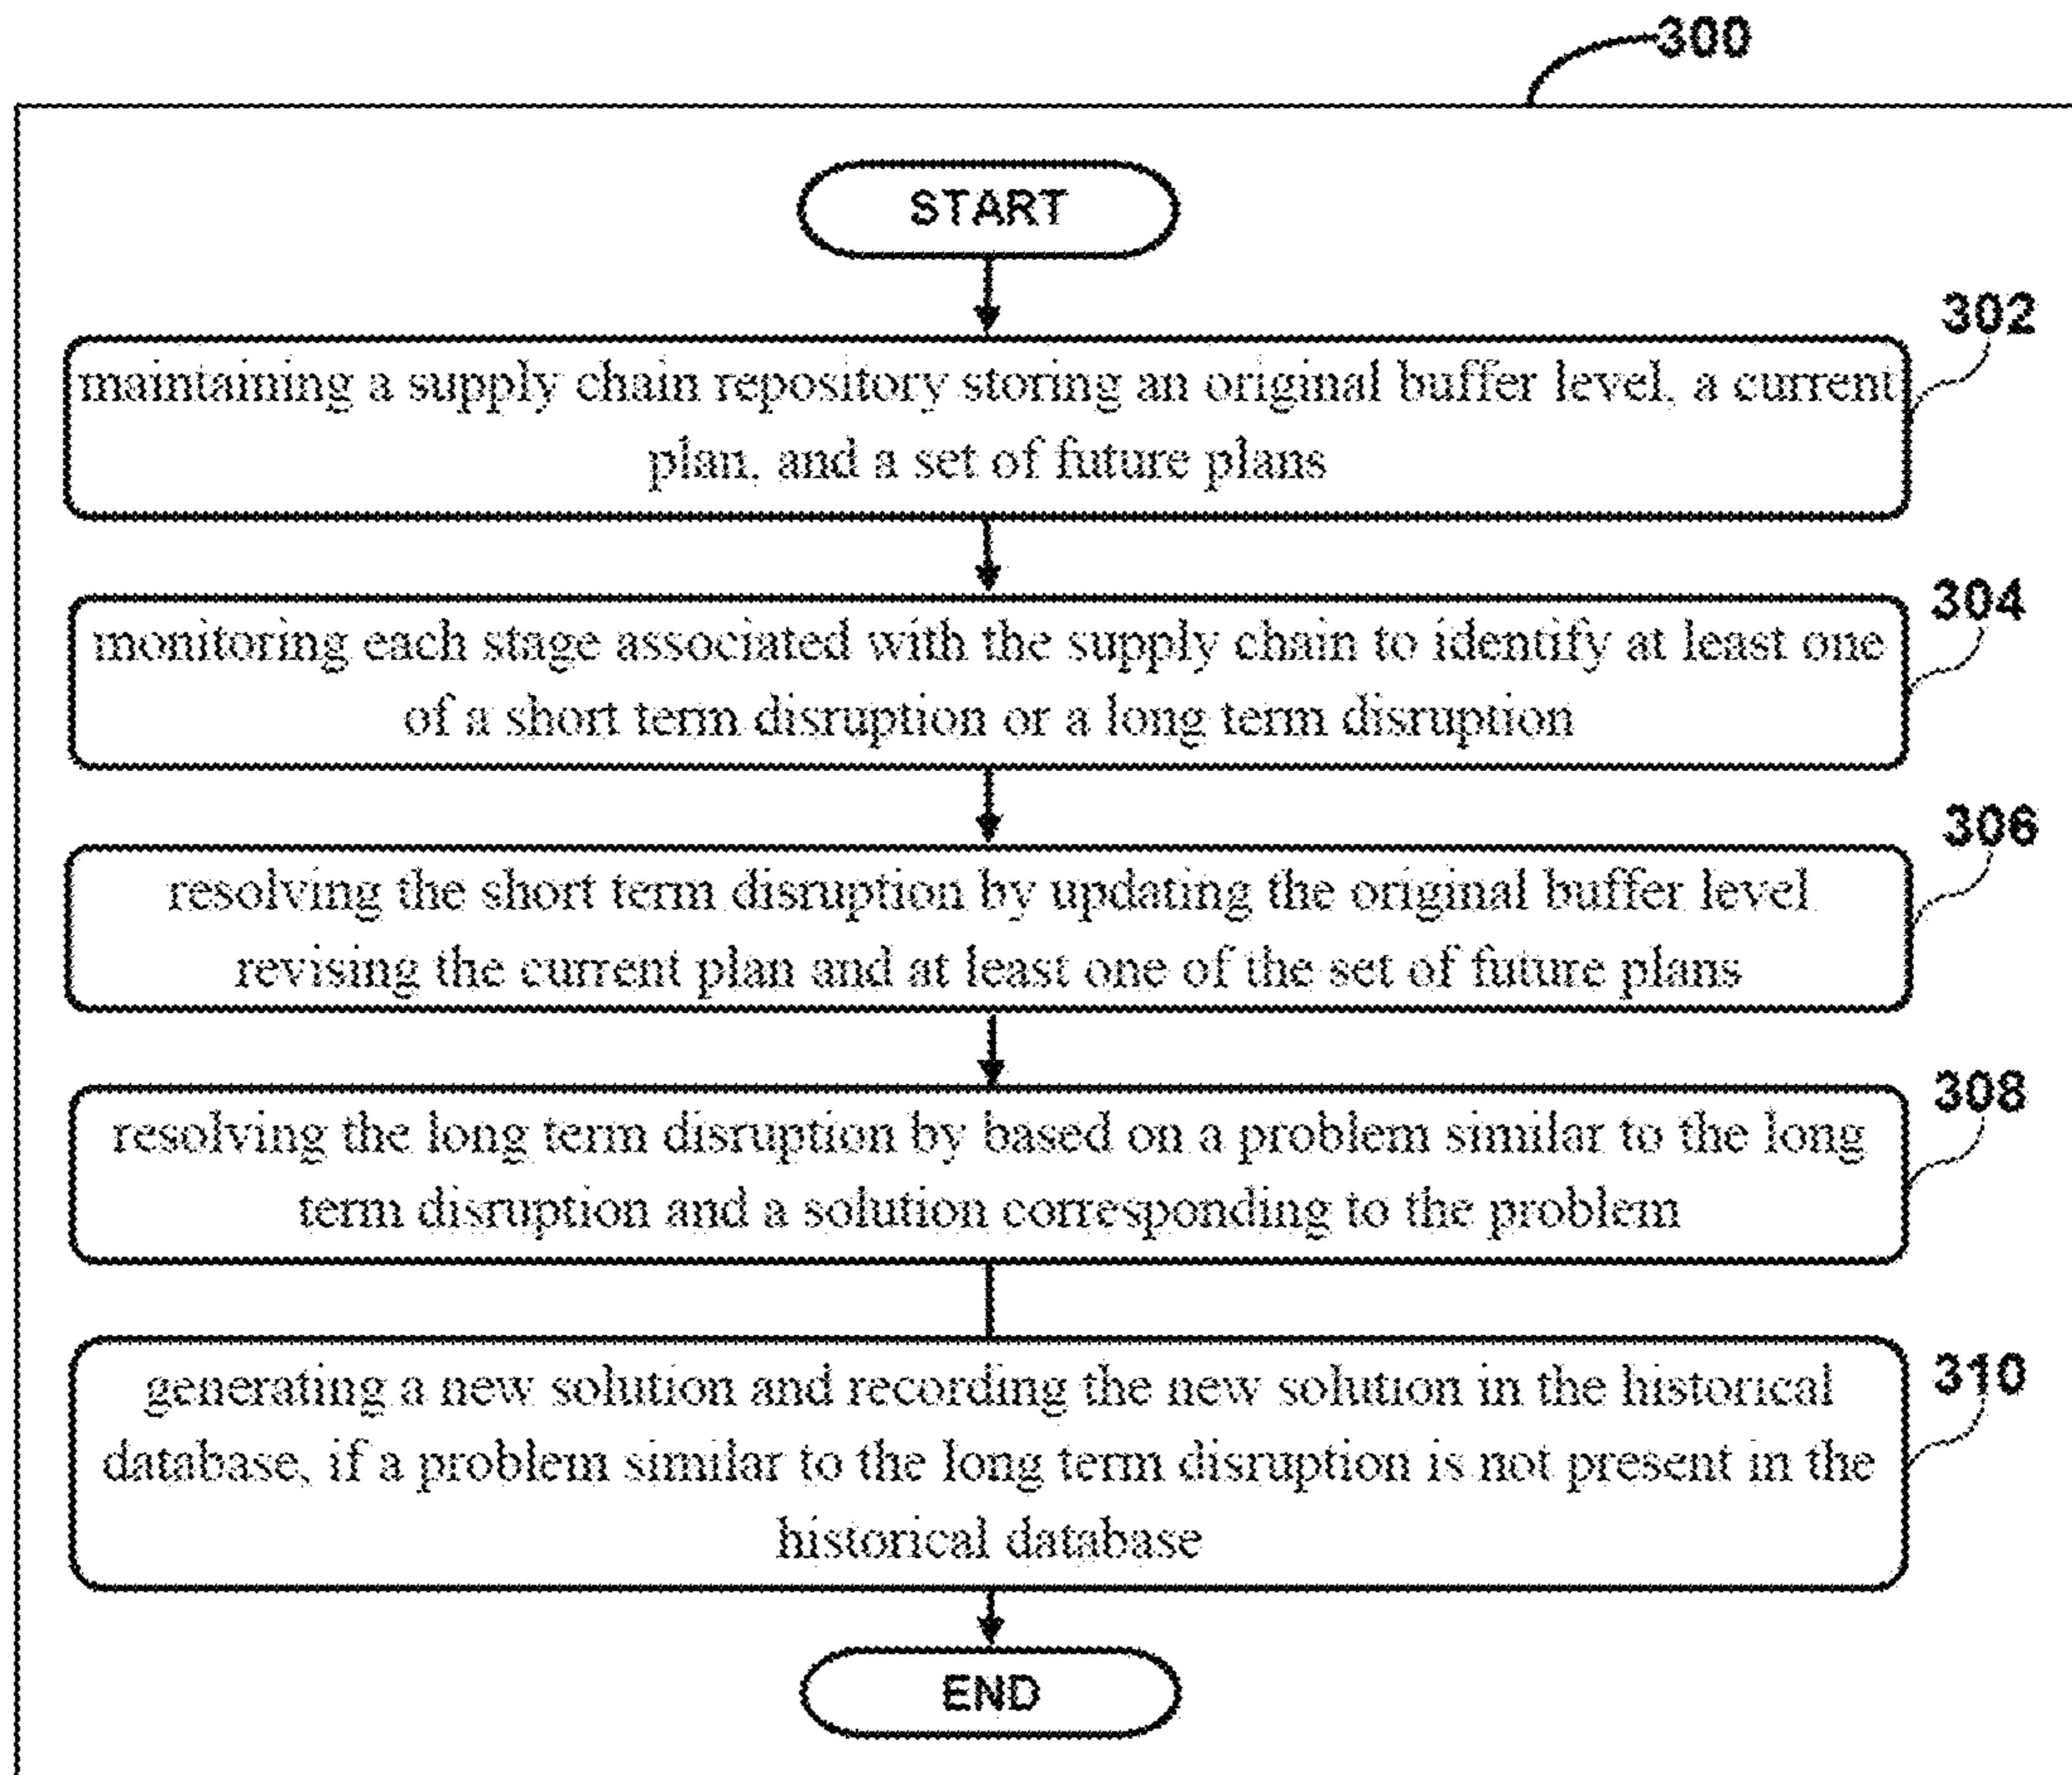 300
START
302
maintaining a supply chain repository storing an original buffer level, a current
plan, and a set of future plans
304
monitoring each stage associated with the supply chain to identify at least one
of a short term disruption or a long term disruption
306
resolving the short term disruption by updating the original buffer level
revising the current plan and at least one of the set of future plans
308
resolving the long term disruption by based on a problem similar to the long
term disruption and a solution corresponding to the problem
310
generating a new solution and recording the new solution in the historical
database, if a problem similar to the long term disruption is not present in the
historical database
END